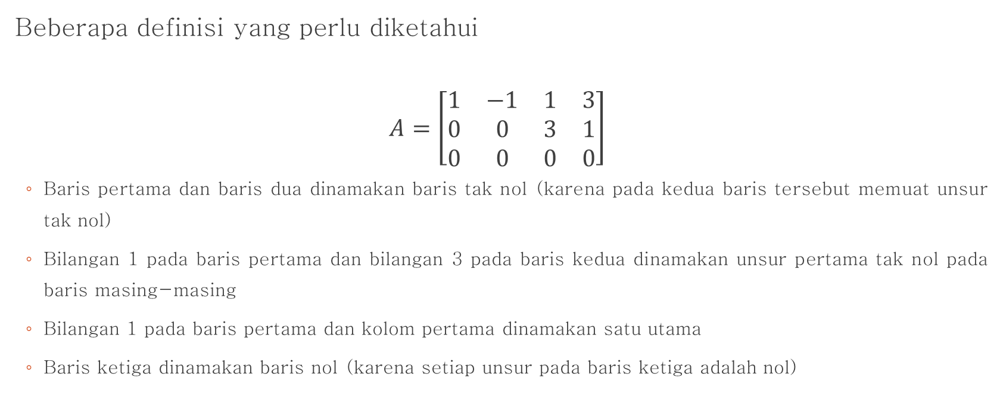 Beberapa definisi yang perlu diketahui
A = [1 −1 1 3
0 0 3 1
0 0 0 0]
◦ Baris pertama dan baris dua dinamakan baris tak nol (karena pada kedua baris tersebut memuat unsur
tak nol)
◦ Bilangan 1 pada baris pertama dan bilangan 3 pada baris kedua dinamakan unsur pertama tak nol pada
baris masing-masing
◦ Bilangan 1 pada baris pertama dan kolom pertama dinamakan satu utama
◦ Baris ketiga dinamakan baris nol (karena setiap unsur pada baris ketiga adalah nol)